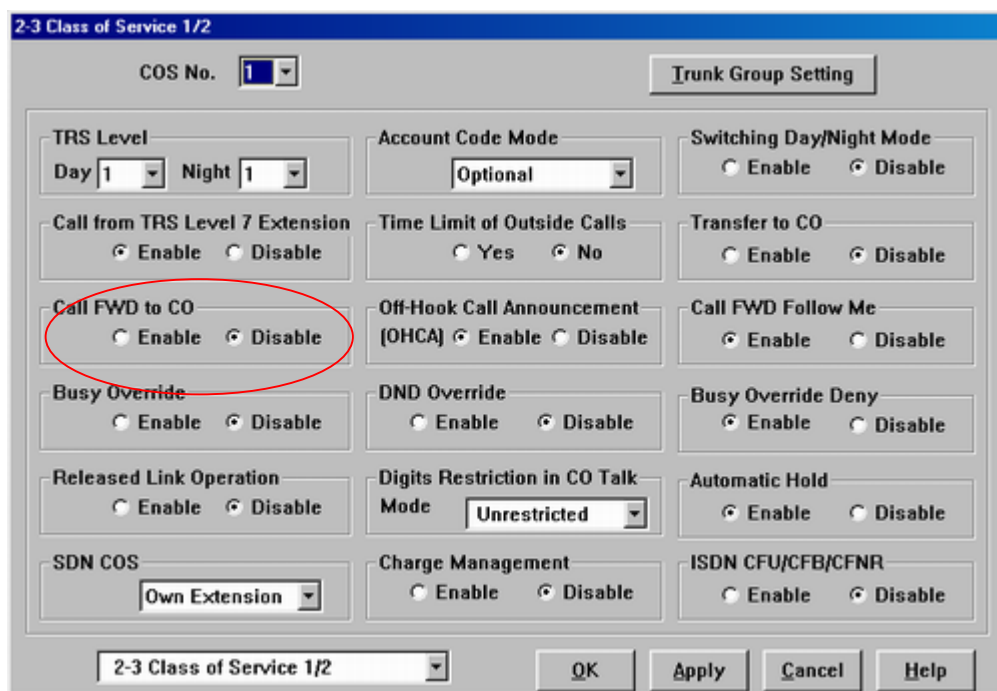 2-3 Class of Service 1/2
COS No. 1 Trunk Group Setting
TRS Level
Day 1 Night 1
Account Code Mode
Optional
Switching Day/Night Mode
Enable Disable
Call from TRS Level 7 Extension
Enable Disable
Time Limit of Outside Calls
Yes No
Transfer to CO
Enable Disable
Call FWD to CO
Enable Disable
Off-Hook Call Announcement
(OHCA) Enable Disable
Call FWD Follow Me
Enable Disable
Busy Override
Enable Disable
DND Override
Enable Disable
Busy Override Deny
Enable Disable
Released Link Operation
Enable Disable
Digits Restriction in CO Talk
Mode Unrestricted
Automatic Hold
Enable Disable
SDN COS
Own Extension
Charge Management
Enable Disable
ISDN CFU/CFB/CFNR
Enable Disable
2-3 Class of Service 1/2 OK Apply Cancel Help